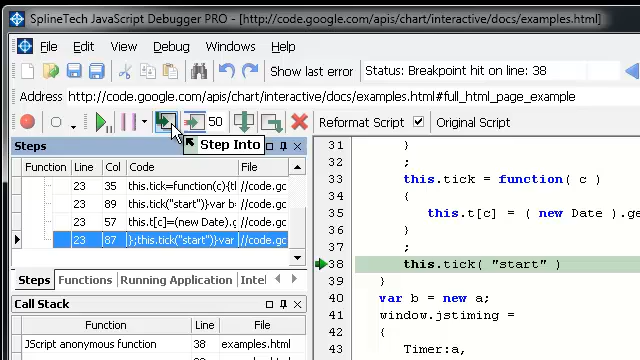 SplineTech JavaScript Debugger PRO - [http://code.google.com/apis/chart/interactive/docs/examples.html]
File Edit View Debug Windows Help
Show last error Status: Breakpoint hit on line: 38
Address http://code.google.com/apis/chart/interactive/docs/examples.html#full_html_page_example
50 Reformat Script Original Script
Step Into
Steps
Function Line Col Code File
23 35 this.tick=function(c){tl //code.gc
23 89 this.tick("start")}var b //code.gc
23 57 this.t[c]=(new Date).g //code.gc
23 87 };this.tick("start")}var //code.gc
Steps Functions Running Application Intel
Call Stack
Function Line File
JScript anonymous function 38 examples.html
31 }
32 ;
33 this.tick = function( c )
34 {
35 this.t[c] = ( new Date ).ge
36 }
37 ;
38 this.tick( "start" )
39 }
40 var b = new a;
41 window.jstiming =
42 {
43 Timer:a,